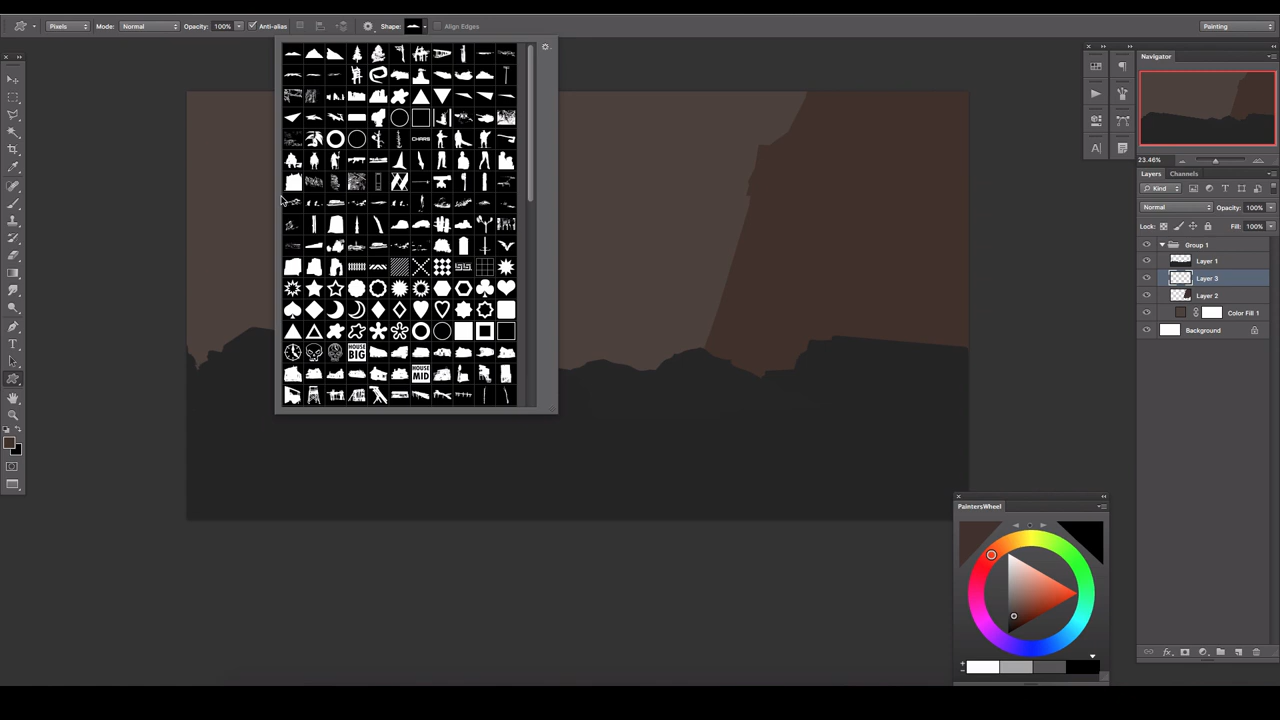 Pixels Mode: Normal Opacity: 100% Anti-alias Shape: Align Edges Painting
Navigator
23.46%
Layers Channels
Kind
Normal Opacity: 100%
Lock: Fill: 100%
Group 1
Layer 1
Layer 3
Layer 2
Color Fill 1
Background
CHAOS
HOUSE
BIG
HOUSE
MID
PaintersWheel